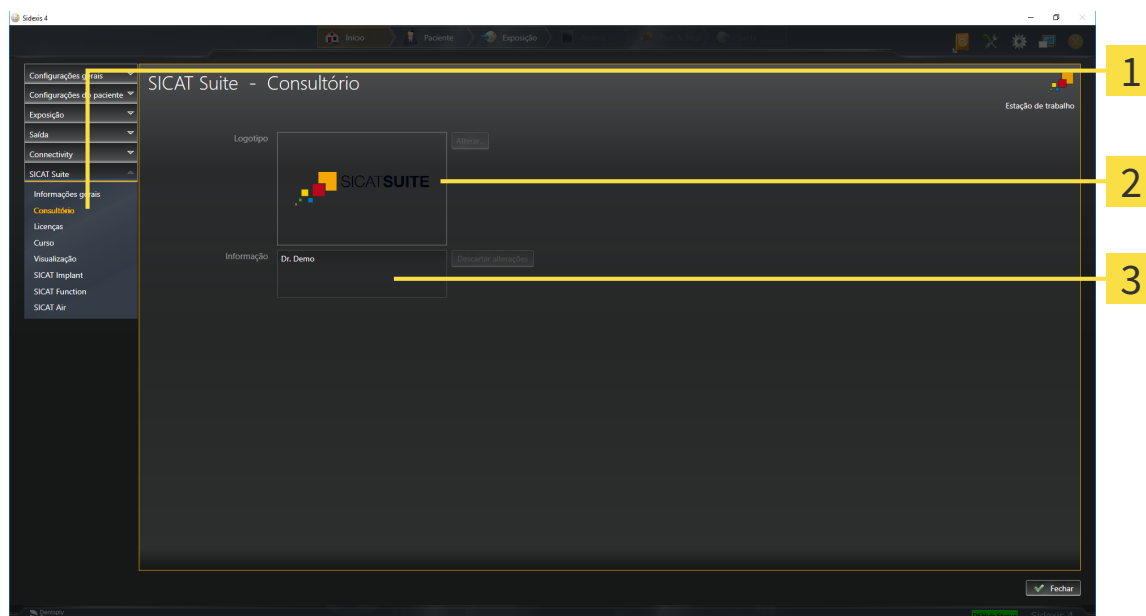 Sidexis 4
Início
Paciente
Exposição
Configurações gerais
Configurações do paciente
Exposição
Saída
Connectivity
SICAT Suite
Informações gerais
Consultório
Licenças
Curso
Visualização
SICAT Implant
SICAT Function
SICAT Air
SICAT Suite - Consultório
Estação de trabalho
Logotipo
SICATSUITE
Alterar...
Informação
Dr. Demo
Descartar alterações
Fechar
Dentsply
Sidexis 4
1
2
3